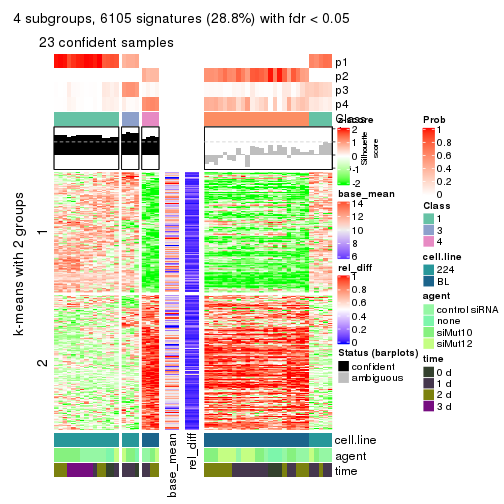 4 subgroups, 6105 signatures (28.8%) with fdr < 0.05
23 confident samples
p1
p2
p3
p4
Class
Silhouette
score
k-means with 2 groups
1
2
cell.line
agent
time
base_mean
rel_diff
z-score
2
1
0
-1
-2
base_mean
14
12
10
8
6
rel_diff
1
0.8
0.6
0.4
0.2
0
Status (barplots)
confident
ambiguous
Prob
1
0.8
0.6
0.4
0.2
0
Class
1
3
4
cell.line
224
BL
agent
control siRNA
none
siMut10
siMut12
time
0 d
1 d
2 d
3 d